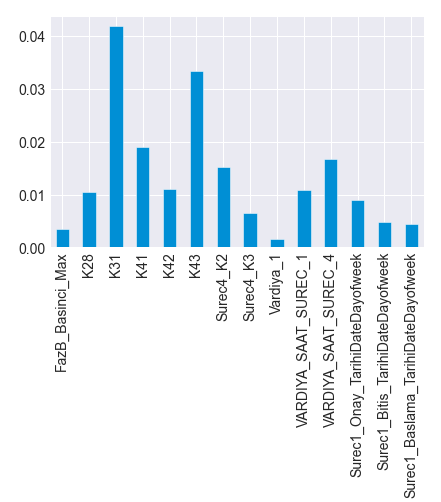 0.04
0.03
0.02
0.01
0.00
FazB_Basinci_Max
K28
K31
K41
K42
K43
Surec4_K2
Surec4_K3
Vardiya_1
VARDIYA_SAAT_SUREC_1
VARDIYA_SAAT_SUREC_4
Surec1_Onay_TarihiDateDayofweek
Surec1_Bitis_TarihiDateDayofweek
Surec1_Baslama_TarihiDateDayofweek